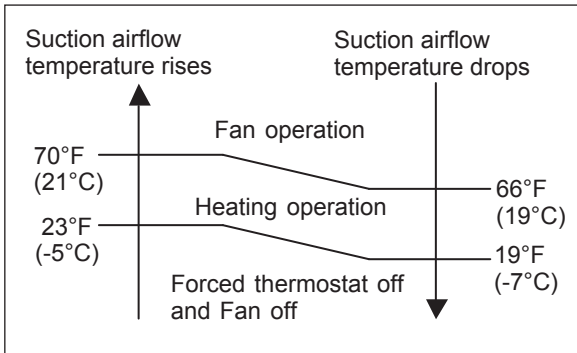 Suction airflow
temperature rises
Suction airflow
temperature drops
Fan operation
70°F
(21°C)
66°F
(19°C)
Heating operation
23°F
(-5°C)
19°F
(-7°C)
Forced thermostat off
and Fan off